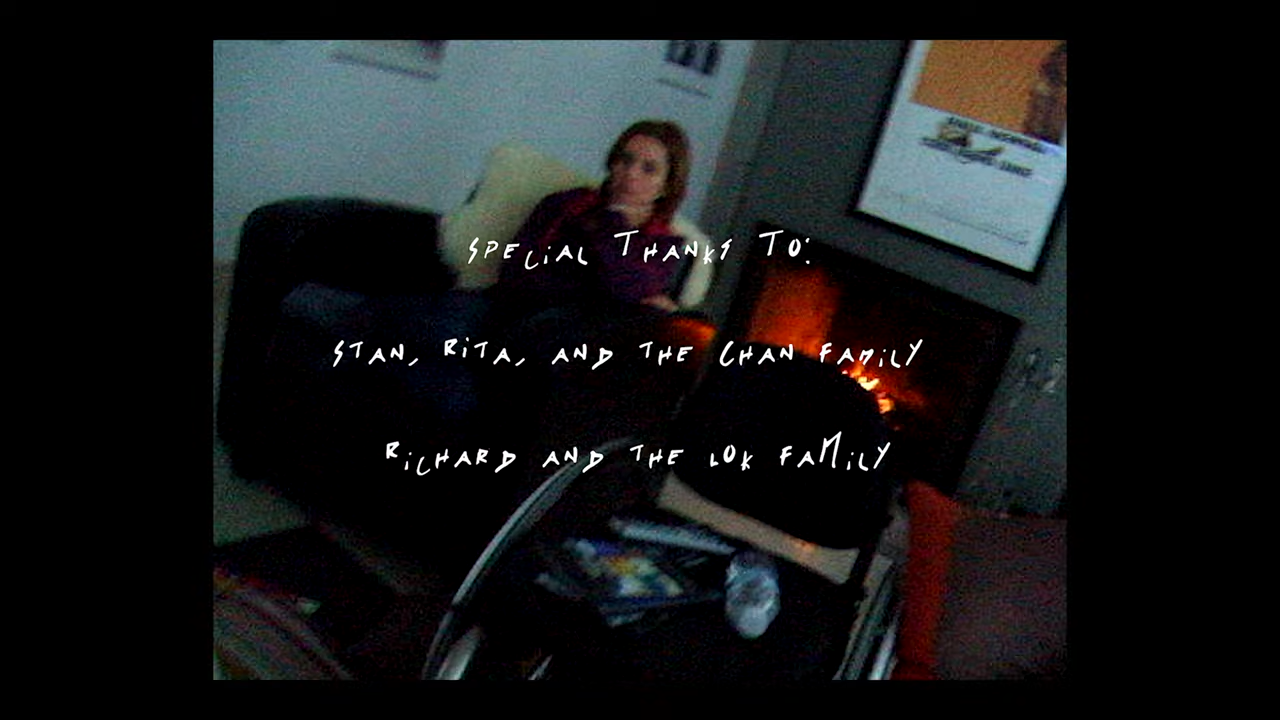 SPECiAL THANKS TO:
STAN, RiTA, AND THE CHAN FAMiLY
RiCHARD AND THE LOK FAMiLY